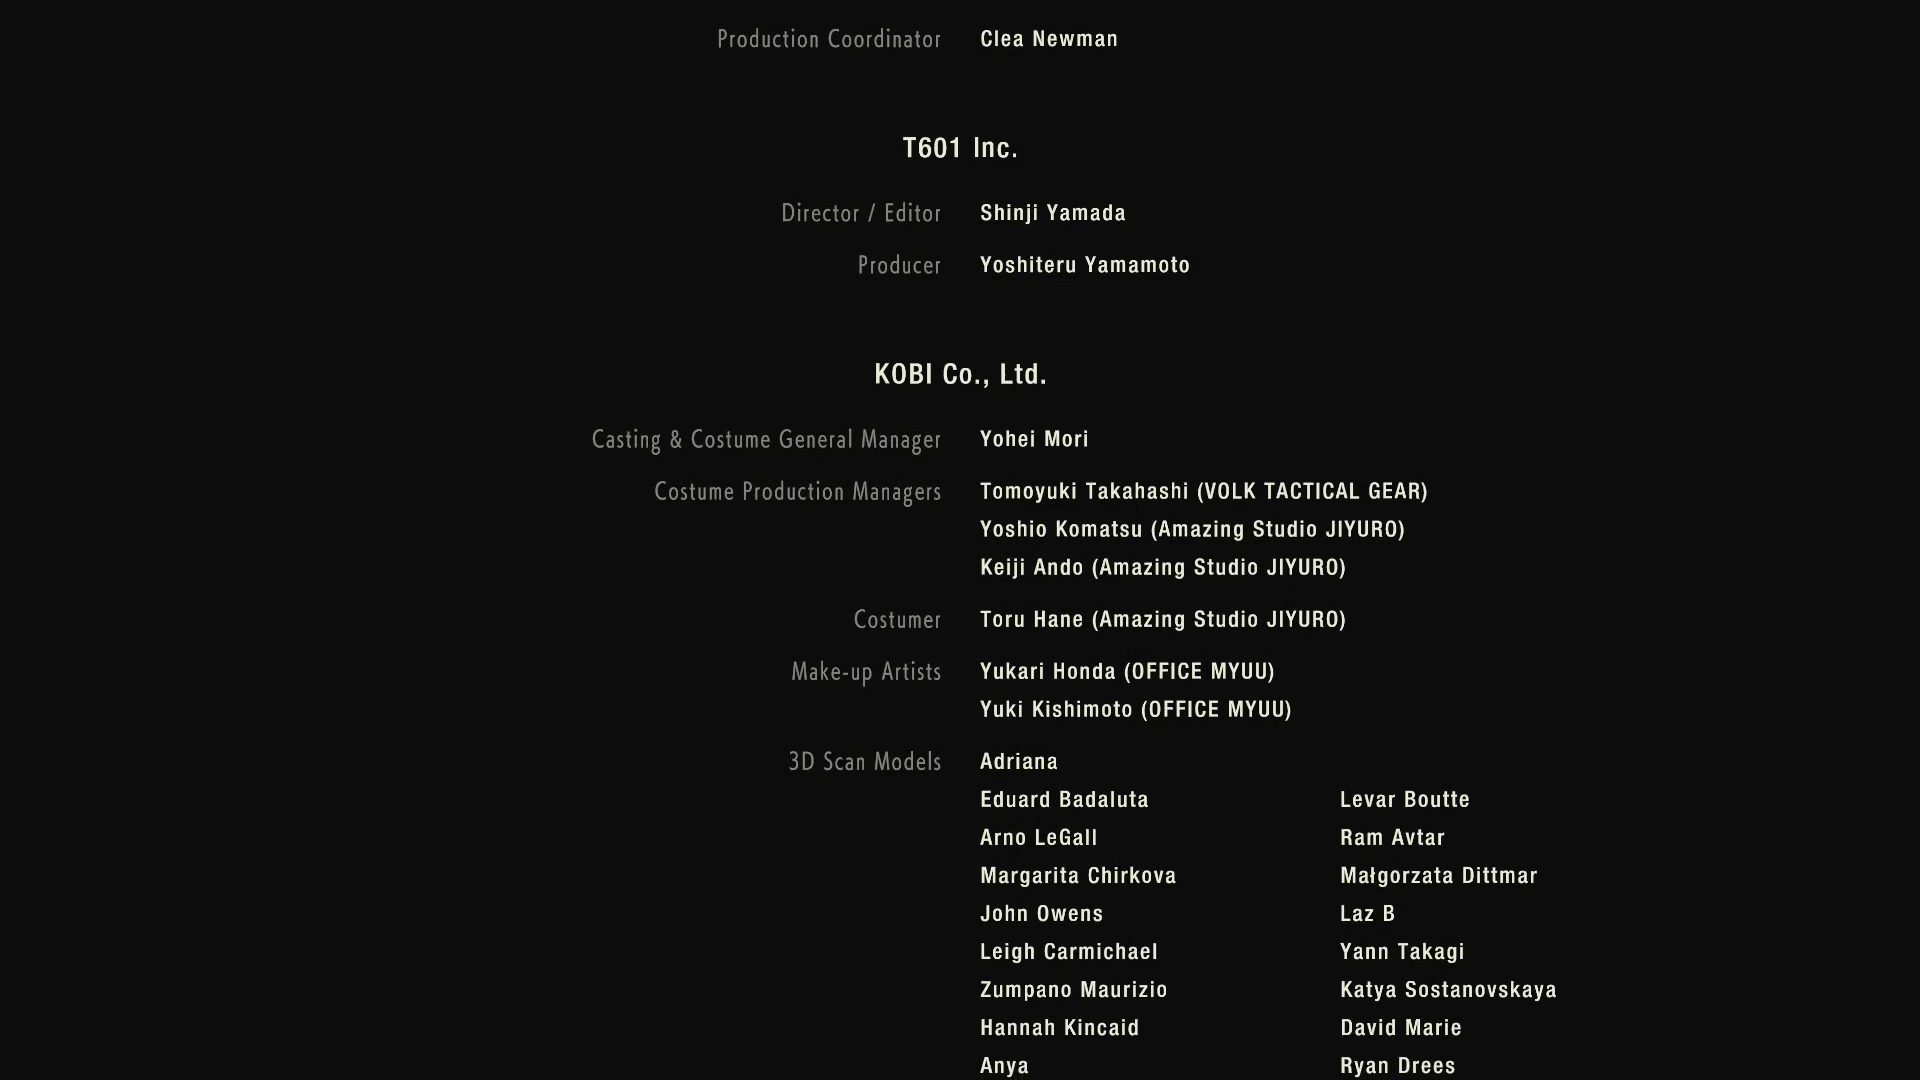 Production Coordinator Clea Newman
T601 Inc.
Director / Editor Shinji Yamada
Producer Yoshiteru Yamamoto
KOBI Co., Ltd.
Casting & Costume General Manager Yohei Mori
Costume Production Managers Tomoyuki Takahashi (VOLK TACTICAL GEAR)
Yoshio Komatsu (Amazing Studio JIYURO)
Keiji Ando (Amazing Studio JIYURO)
Costumer Toru Hane (Amazing Studio JIYURO)
Make-up Artists Yukari Honda (OFFICE MYUU)
Yuki Kishimoto (OFFICE MYUU)
3D Scan Models Adriana
Eduard Badaluta Levar Boutte
Arno LeGall Ram Avtar
Margarita Chirkova Małgorzata Dittmar
John Owens Laz B
Leigh Carmichael Yann Takagi
Zumpano Maurizio Katya Sostanovskaya
Hannah Kincaid David Marie
Anya Ryan Drees